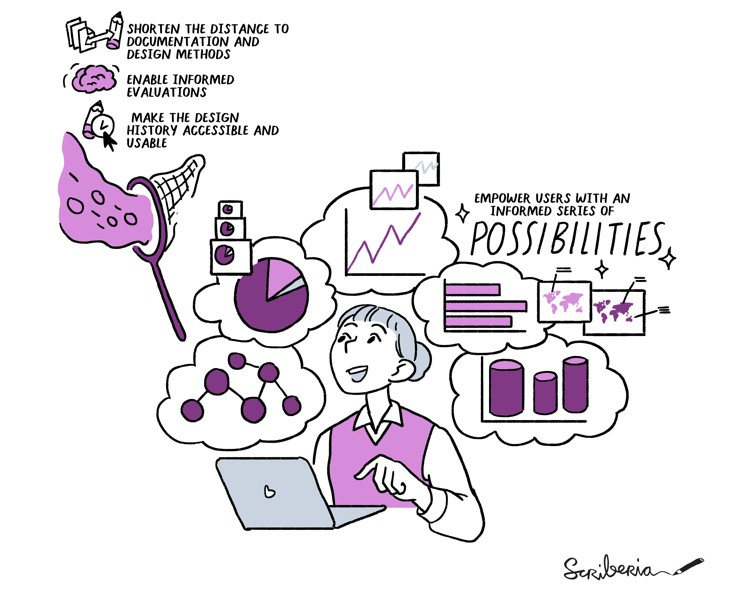 SHORTEN THE DISTANCE TO
DOCUMENTATION AND
DESIGN METHODS
ENABLE INFORMED
EVALUATIONS
MAKE THE DESIGN
HISTORY ACCESSIBLE AND
USABLE
EMPOWER USERS WITH AN
INFORMED SERIES OF
POSSIBILITIES
Scriberia